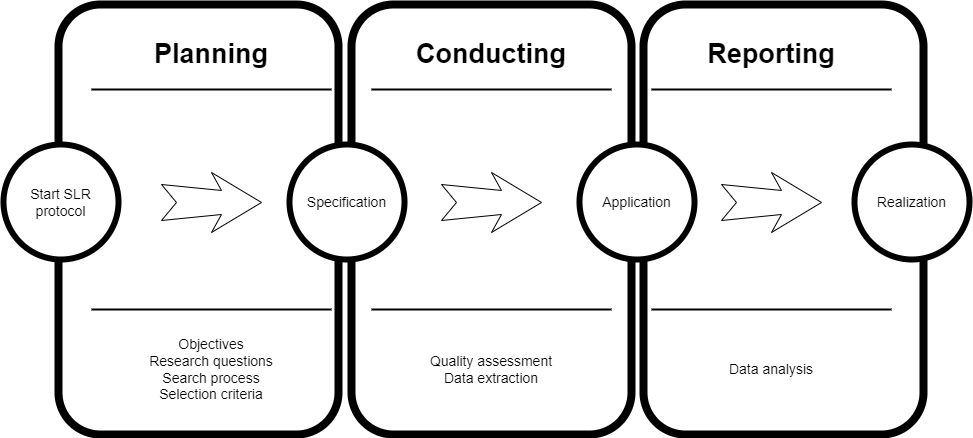 Planning
Conducting
Reporting
Start SLR
protocol
Specification
Application
Realization
Objectives
Research questions
Search process
Selection criteria
Quality assessment
Data extraction
Data analysis